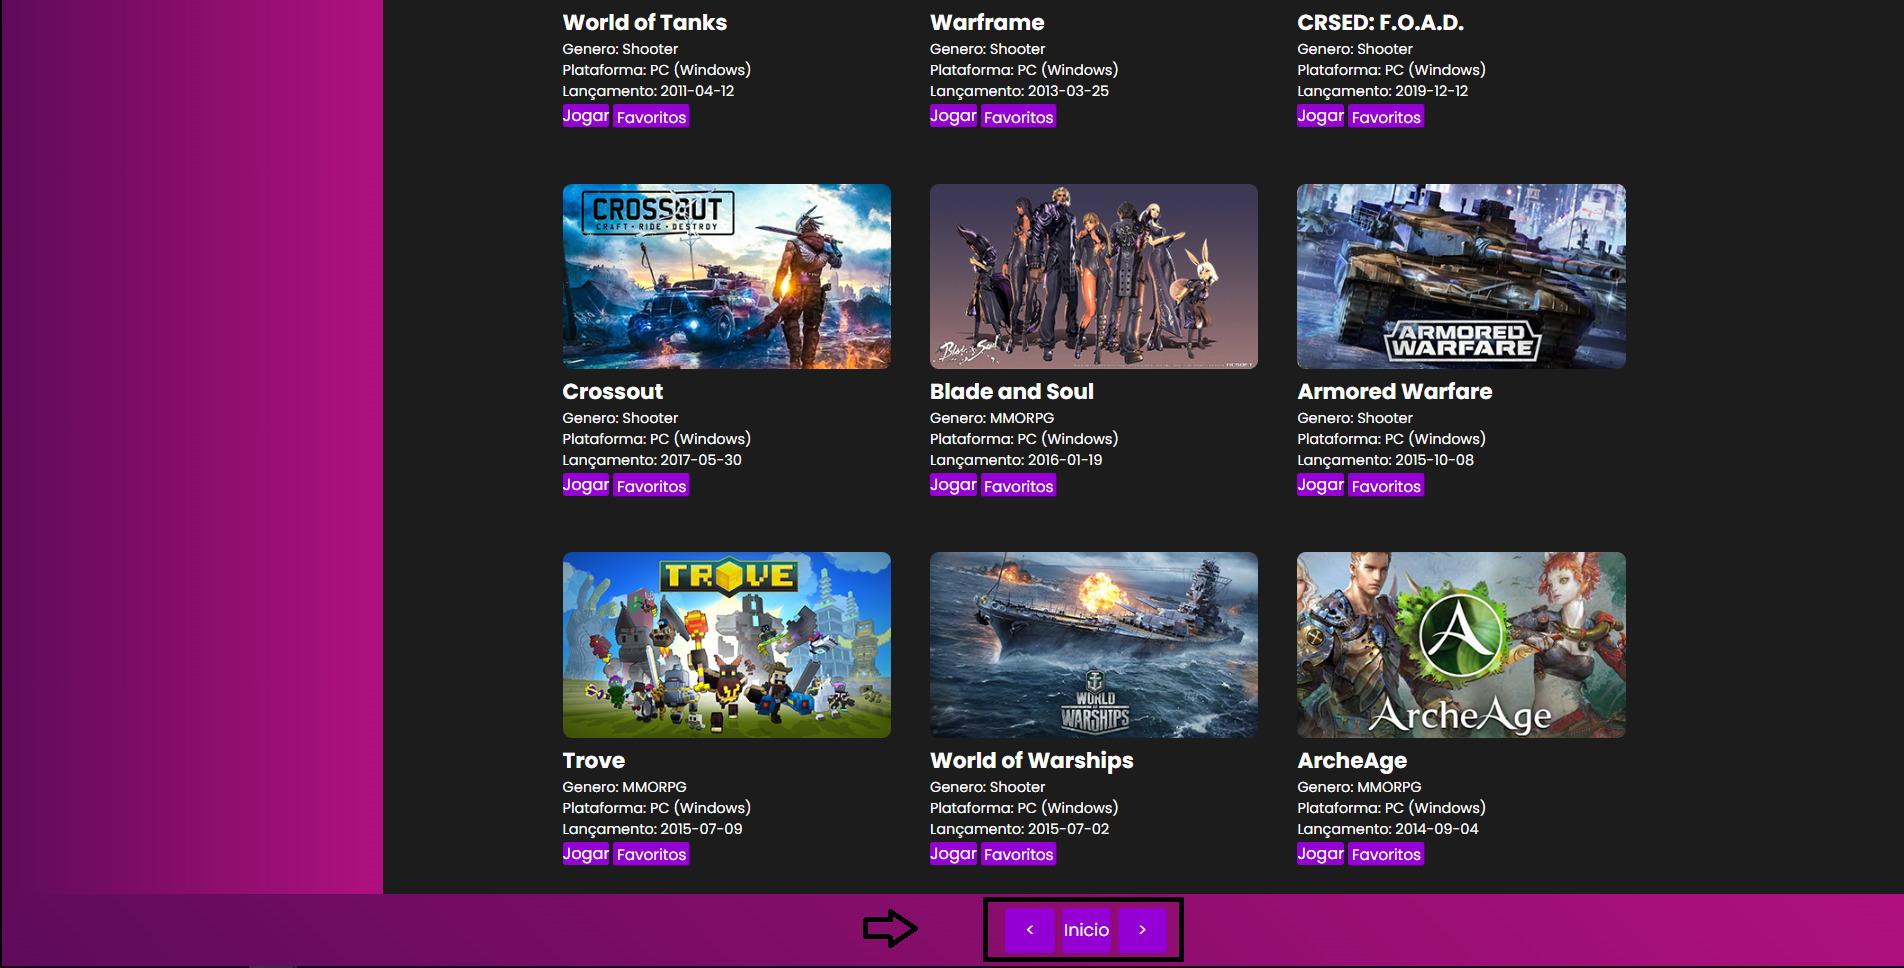 World of Tanks
Genero: Shooter
Plataforma: PC (Windows)
Lançamento: 2011-04-12
Jogar Favoritos
Warframe
Genero: Shooter
Plataforma: PC (Windows)
Lançamento: 2013-03-25
Jogar Favoritos
CRSED: F.O.A.D.
Genero: Shooter
Plataforma: PC (Windows)
Lançamento: 2019-12-12
Jogar Favoritos
CROSSOUT
CRAFT • RIDE • DESTROY
Crossout
Genero: Shooter
Plataforma: PC (Windows)
Lançamento: 2017-05-30
Jogar Favoritos
Blade & Soul
NCSOFT
Blade and Soul
Genero: MMORPG
Plataforma: PC (Windows)
Lançamento: 2016-01-19
Jogar Favoritos
ARMORED
WARFARE
Armored Warfare
Genero: Shooter
Plataforma: PC (Windows)
Lançamento: 2015-10-08
Jogar Favoritos
TROVE
Trove
Genero: MMORPG
Plataforma: PC (Windows)
Lançamento: 2015-07-09
Jogar Favoritos
WORLD
OF
WARSHIPS
World of Warships
Genero: Shooter
Plataforma: PC (Windows)
Lançamento: 2015-07-02
Jogar Favoritos
A
ArcheAge
ArcheAge
Genero: MMORPG
Plataforma: PC (Windows)
Lançamento: 2014-09-04
Jogar Favoritos
< Inicio >